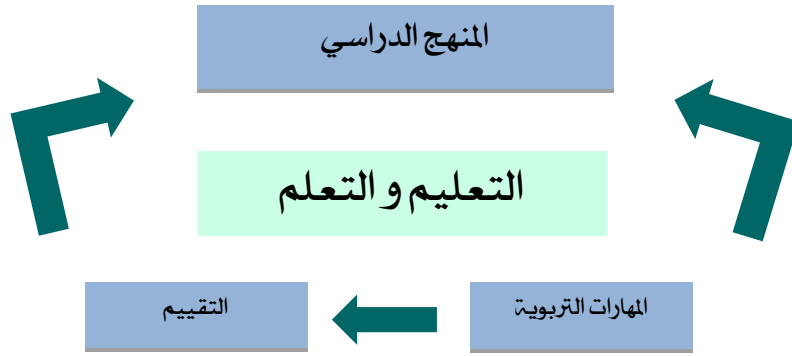 المنهج الدراسي
التعليم و التعلم
المهارات التربوية
التقييم